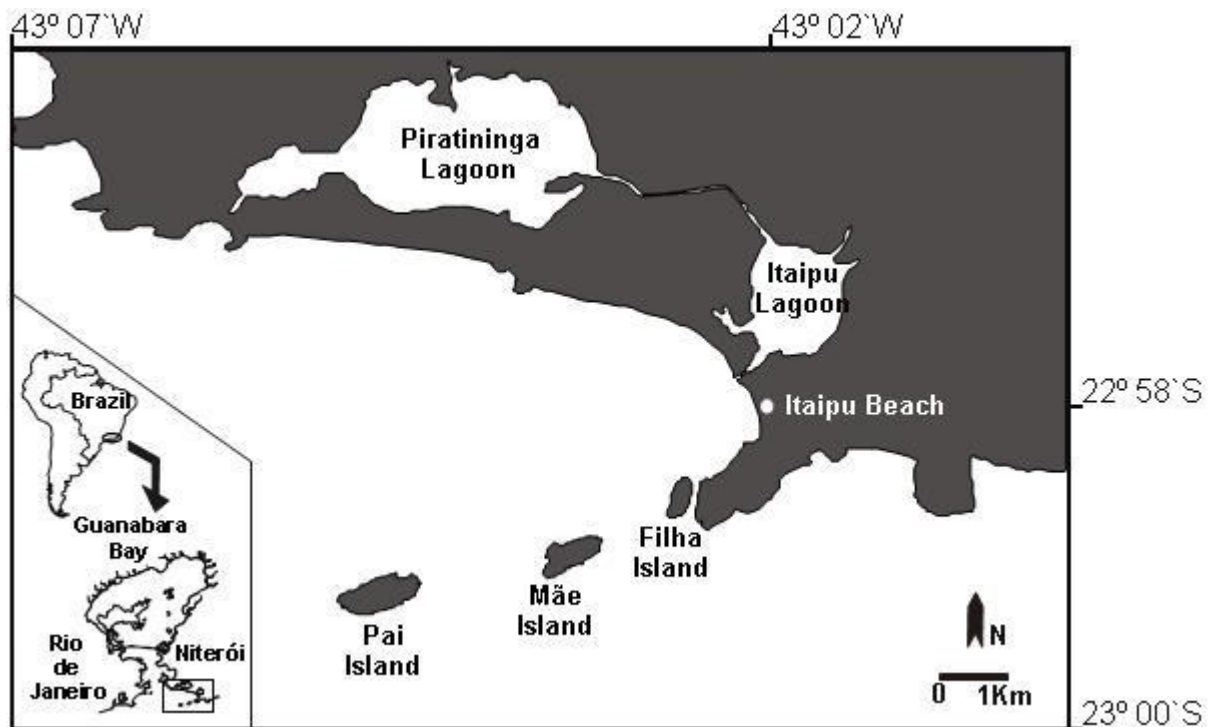 43º 07`W
43º 02`W
Piratininga
Lagoon
Itaipu
Lagoon
22º 58`S
Itaipu Beach
Brazil
Filha
Island
Guanabara
Bay
Mãe
Island
Pai
Island
Rio
de
Janeiro
Niterói
N
0 1Km
23º 00`S